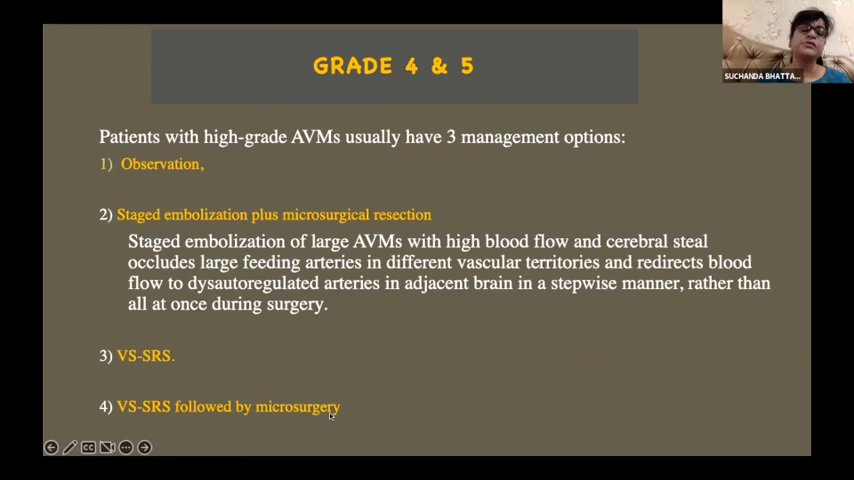 GRADE 4 & 5
SUCHANDA BHATTA...
Patients with high-grade AVMs usually have 3 management options:
1) Observation,
2) Staged embolization plus microsurgical resection
Staged embolization of large AVMs with high blood flow and cerebral steal
occludes large feeding arteries in different vascular territories and redirects blood
flow to dysautoregulated arteries in adjacent brain in a stepwise manner, rather than
all at once during surgery.
3) VS-SRS.
4) VS-SRS followed by microsurgery
CC